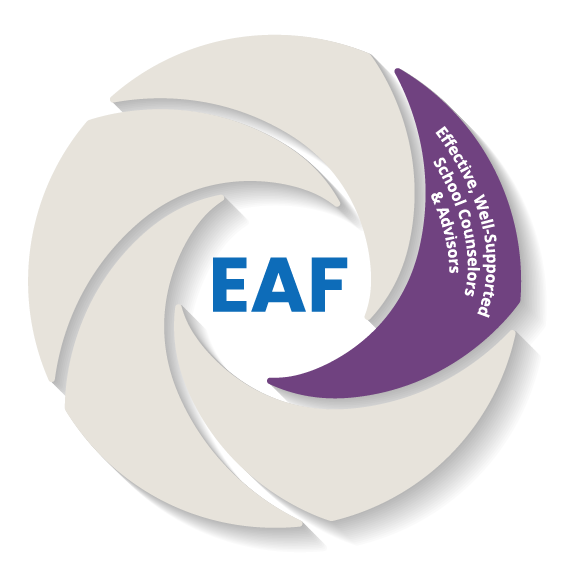 Effective, Well-Supported
School Counselors
& Advisors
EAF